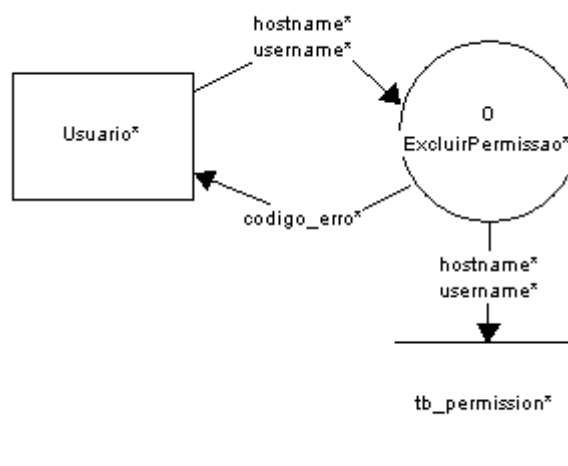 hostname*
username*
Usuario*
0
ExcluirPermissao*
codigo_erro*
hostname*
username*
tb_permission*